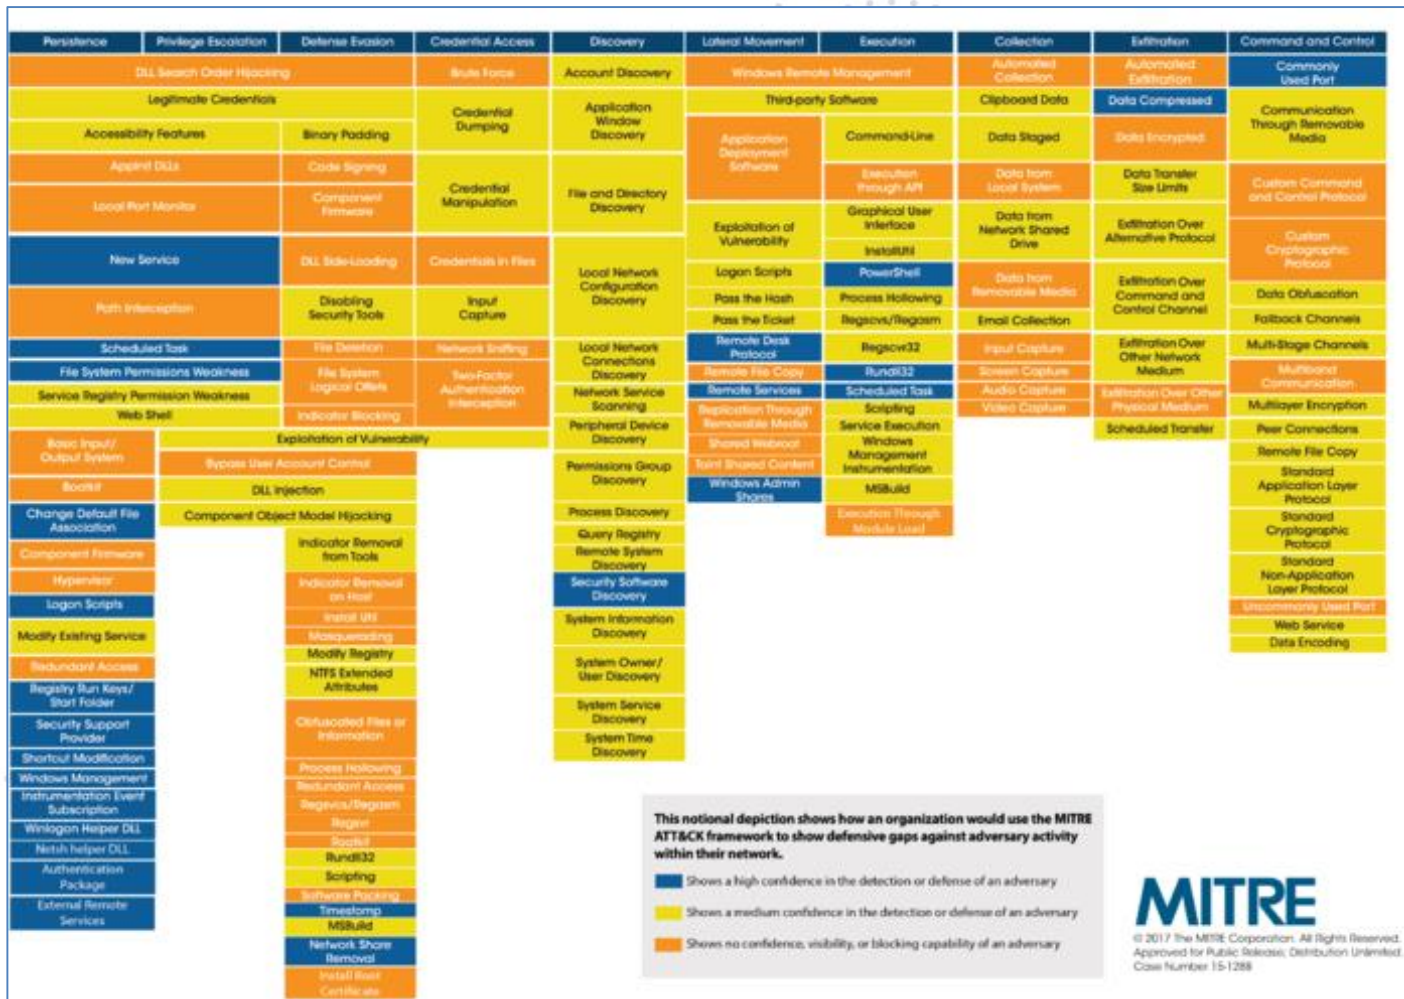 Persistence
Privilege Escalation
Defense Evasion
Credential Access
Discovery
Lateral Movement
Execution
Collection
Exfiltration
Command and Control
DLL Search Order Hijacking
Legitimate Credentials
Accessibility Features
AppInit DLLs
Local Port Monitor
New Service
Path Interception
Scheduled Task
File System Permissions Weakness
Service Registry Permission Weakness
Web Shell
Basic Input/
Output System
Bootkit
Change Default File
Association
Component Firmware
Hypervisor
Logon Scripts
Modify Existing Service
Redundant Access
Registry Run Keys/
Start Folder
Security Support
Provider
Shortcut Modification
Windows Management
Instrumentation Event
Subscription
Winlogon Helper DLL
Netsh helper DLL
Authentication
Package
External Remote
Services
Exploitation of Vulnerability
Bypass User Account Control
DLL Injection
Component Object Model Hijacking
Binary Padding
Code Signing
Component
Firmware
DLL Side-Loading
Disabling
Security Tools
File Deletion
File System
Logical Offsets
Indicator Blocking
Indicator Removal
from Tools
Indicator Removal
on Host
Install Util
Masquerading
Modify Registry
NTFS Extended
Attributes
Obfuscated Files or
Information
Process Hollowing
Redundant Access
Regsvcs/Regasm
Regsvr
Rootkit
Rundll32
Scripting
Software Packing
Timestomp
MSBuild
Network Share
Removal
Install Root
Certificate
Brute Force
Credential
Dumping
Credential
Manipulation
Credentials in Files
Input
Capture
Network Sniffing
Two-Factor
Authentication
Interception
Account Discovery
Application
Window
Discovery
File and Directory
Discovery
Local Network
Configuration
Discovery
Local Network
Connections
Discovery
Network Service
Scanning
Peripheral Device
Discovery
Permissions Group
Discovery
Process Discovery
Query Registry
Remote System
Discovery
Security Software
Discovery
System Information
Discovery
System Owner/
User Discovery
System Service
Discovery
System Time
Discovery
Windows Remote Management
Third-party Software
Application
Deployment
Software
Exploitation of
Vulnerability
Logon Scripts
Pass the Hash
Pass the Ticket
Remote Desk
Protocol
Remote File Copy
Remote Services
Replication Through
Removable Media
Shared Webroot
Taint Shared Content
Windows Admin
Shares
Command-Line
Execution
through API
Graphical User
Interface
InstallUtil
PowerShell
Process Hollowing
Regsvcs/Regasm
Regsvr32
Rundll32
Scheduled Task
Scripting
Service Execution
Windows
Management
Instrumentation
MSBuild
Execution Through
Module Load
Automated
Collection
Clipboard Data
Data Staged
Data from
Local System
Data from
Network Shared
Drive
Data from
Removable Media
Email Collection
Input Capture
Screen Capture
Audio Capture
Video Capture
Automated
Exfiltration
Data Compressed
Data Encrypted
Data Transfer
Size Limits
Exfiltration Over
Alternative Protocol
Exfiltration Over
Command and
Control Channel
Exfiltration Over
Other Network
Medium
Exfiltration Over Other
Physical Medium
Scheduled Transfer
Commonly
Used Port
Communication
Through Removable
Media
Custom Command
and Control Protocol
Custom
Cryptographic
Protocol
Data Obfuscation
Fallback Channels
Multi-Stage Channels
Multiband
Communication
Multilayer Encryption
Peer Connections
Remote File Copy
Standard
Application Layer
Protocol
Standard
Cryptographic
Protocol
Standard
Non-Application
Layer Protocol
Uncommonly Used Port
Web Service
Data Encoding
This notional depiction shows how an organization would use the MITRE
ATT&CK framework to show defensive gaps against adversary activity
within their network.
Shows a high confidence in the detection or defense of an adversary
Shows a medium confidence in the detection or defense of an adversary
Shows no confidence, visibility, or blocking capability of an adversary
MITRE
© 2017 The MITRE Corporation. All Rights Reserved.
Approved for Public Release; Distribution Unlimited.
Case Number 15-1288